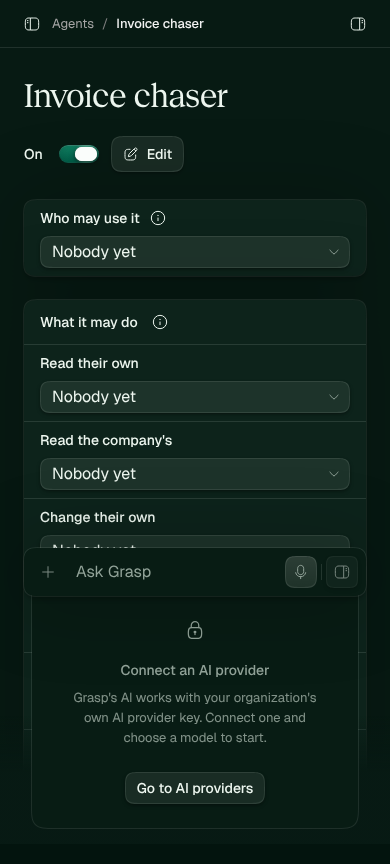 Agents / Invoice chaser
Invoice chaser
On
Edit
Who may use it
Nobody yet
What it may do
Read their own
Nobody yet
Read the company's
Nobody yet
Change their own
Nobody yet
Ask Grasp
Connect an AI provider
Grasp's AI works with your organization's
own AI provider key. Connect one and
choose a model to start.
Go to AI providers